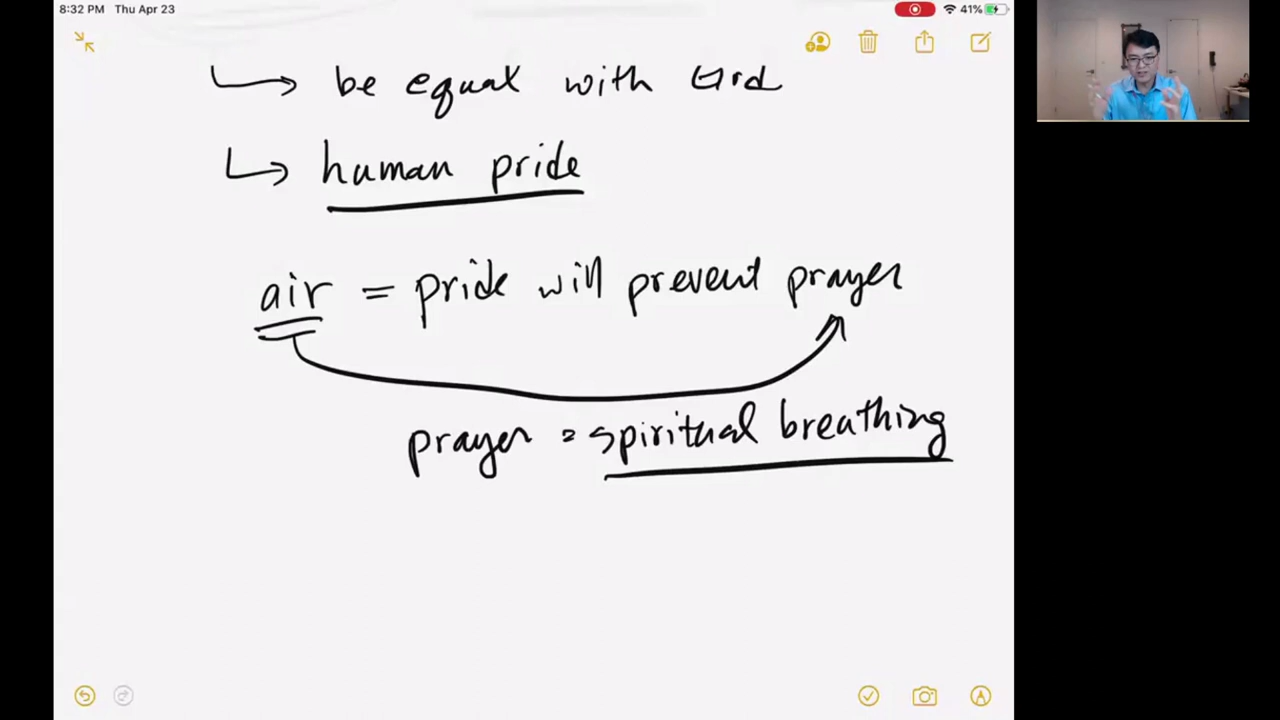 8:32 PM Thu Apr 23 41%
↳ be equal with God
↳ human pride
air = pride will prevent prayer
prayer = spiritual breathing